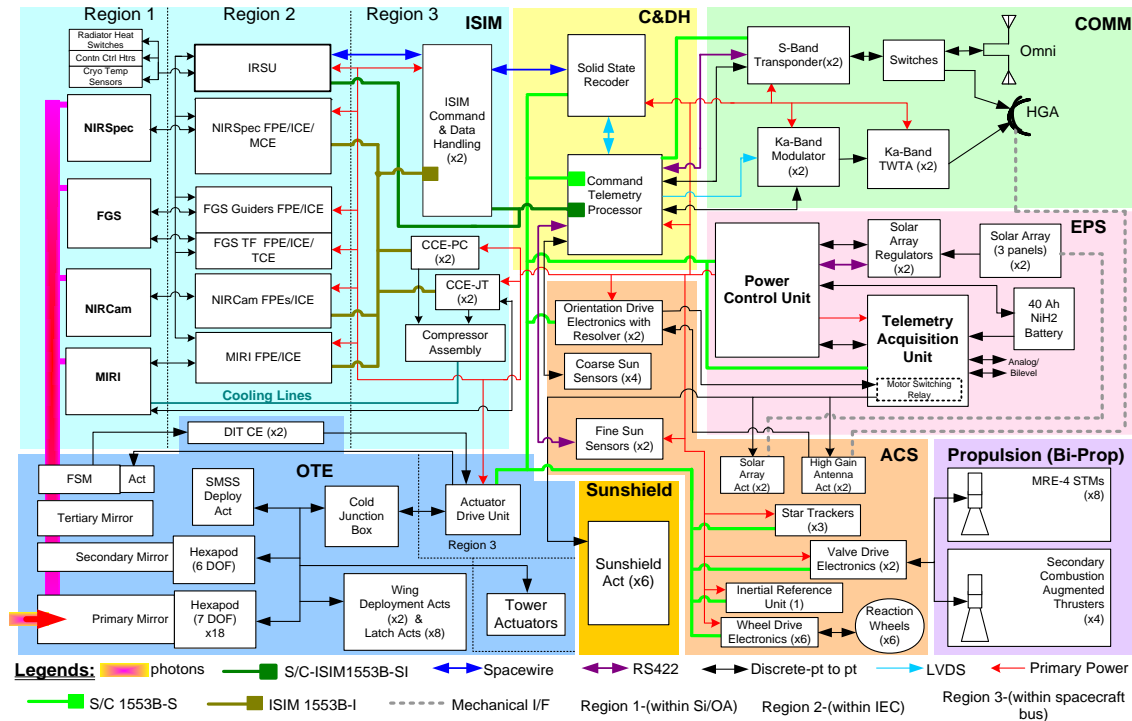 Region 1
Region 2
Region 3
ISIM
C&DH
COMM
Radiator Heat
Switches
Contn Ctrl Htrs
Cryo Temp
Sensors
IRSU
NIRSpec
NIRSpec FPE/ICE/
MCE
FGS
FGS Guiders FPE/ICE
FGS TF FPE/ICE/
TCE
NIRCam
NIRCam FPEs/ICE
MIRI
MIRI FPE/ICE
ISIM
Command
& Data
Handling
(x2)
CCE-PC
(x2)
CCE-JT
(x2)
Compressor
Assembly
Cooling Lines
Solid State
Recoder
Command
Telemetry
Processor
S-Band
Transponder(x2)
Switches
Omni
HGA
Ka-Band
Modulator
(x2)
Ka-Band
TWTA
(x2)
EPS
Power
Control Unit
Solar Array
Regulators
(x2)
Solar Array
(3 panels)
(x2)
40 Ah
NiH2
Battery
Telemetry
Acquisition
Unit
Motor Switching
Relay
Analog/
Bilevel
Orientation Drive
Electronics with
Resolver (x2)
Coarse Sun
Sensors (x4)
Fine Sun
Sensors (x2)
ACS
Solar
Array
Act (x2)
High Gain
Antenna
Act (x2)
Star Trackers
(x3)
Valve Drive
Electronics
(x2)
Inertial Reference
Unit (1)
Wheel Drive
Electronics (x6)
Reaction
Wheels
(x6)
Propulsion (Bi-Prop)
MRE-4 STMs
(x8)
Secondary
Combustion
Augmented
Thrusters
(x4)
DIT CE (x2)
OTE
FSM
Act
SMSS
Deploy
Act
Cold
Junction
Box
Actuator
Drive Unit
Region 3
Tertiary Mirror
Secondary Mirror
Hexapod
(6 DOF)
Primary Mirror
Hexapod
(7 DOF)
x18
Wing
Deployment Acts
(x2) &
Latch Acts (x8)
Tower
Actuators
Sunshield
Sunshield
Act (x6)
Legends:
photons
S/C-ISIM1553B-SI
Spacewire
RS422
Discrete-pt to pt
LVDS
Primary Power
S/C 1553B-S
ISIM 1553B-I
Mechanical I/F
Region 1-(within Si/OA)
Region 2-(within IEC)
Region 3-(within spacecraft
bus)